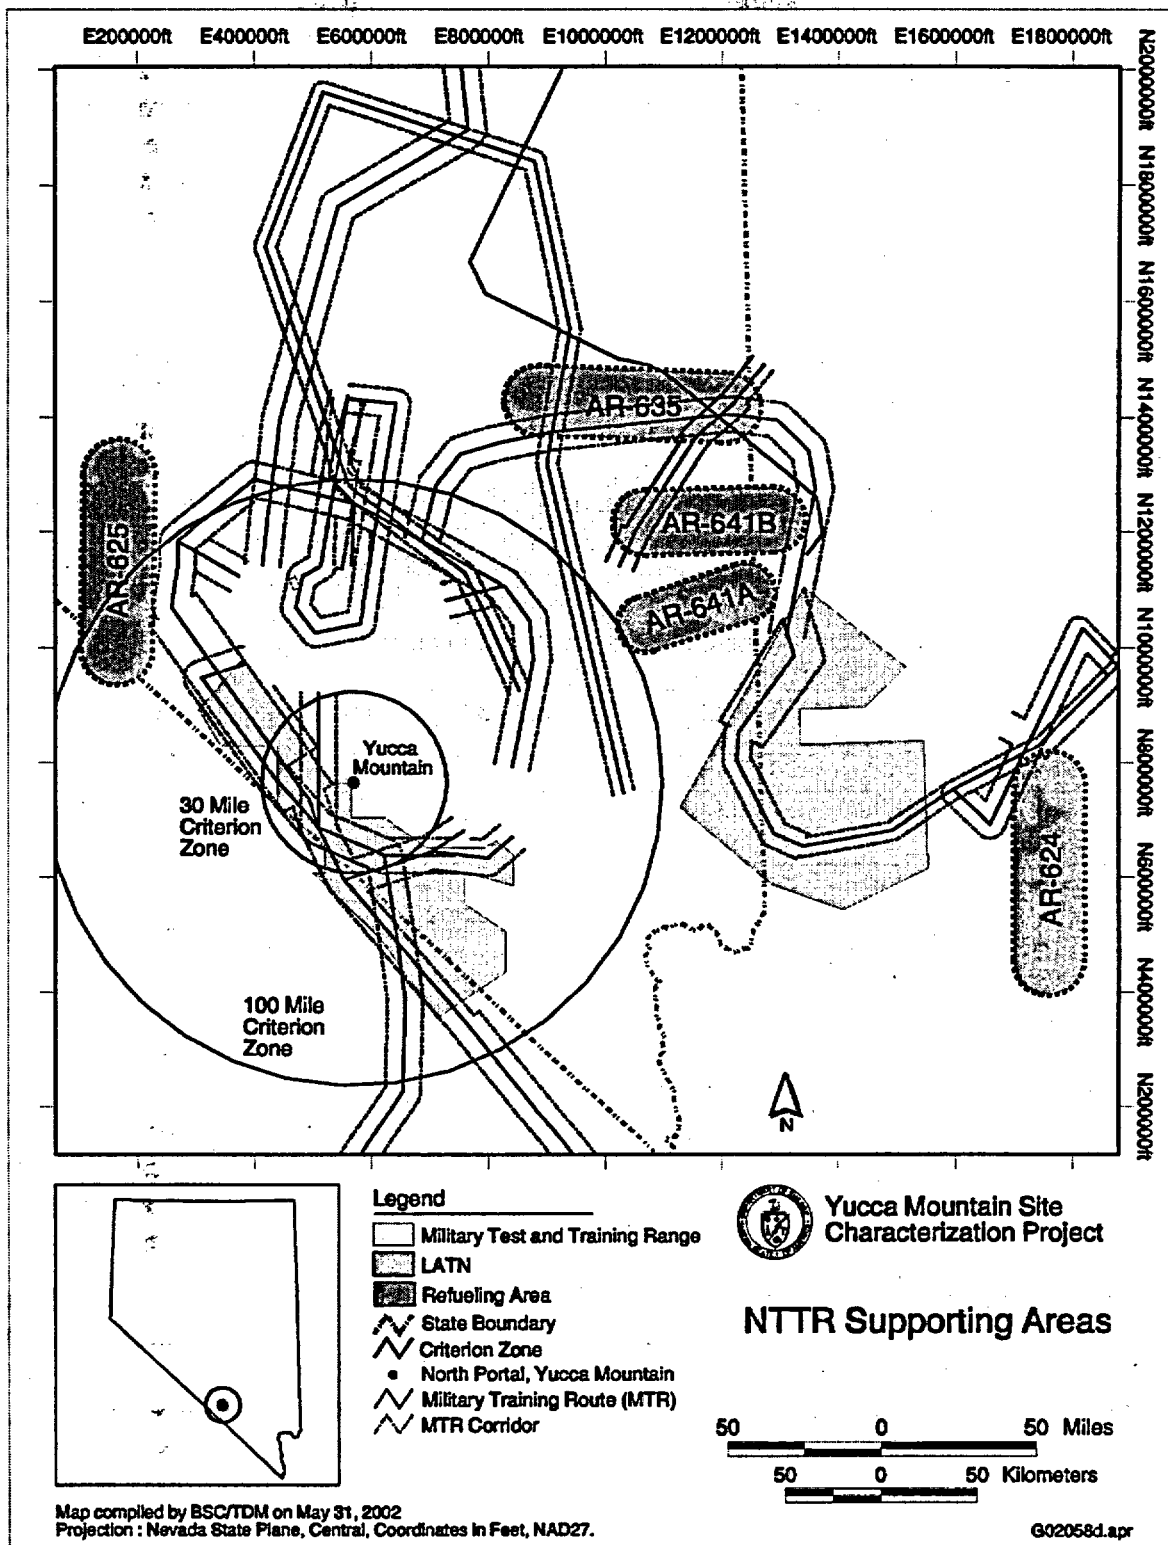 E200000ft E400000ft E600000ft E800000ft E1000000ft E1200000ft E1400000ft E1600000ft E1800000ft
N2000000ft
N1800000ft
N1600000ft
N1400000ft
N1200000ft
N1000000ft
N800000ft
N600000ft
N400000ft
N200000ft
AR-635
AR-625
AR-641B
AR-641A
AR-624
Yucca
Mountain
30 Mile
Criterion
Zone
100 Mile
Criterion
Zone
N
Legend
Military Test and Training Range
LATN
Refueling Area
State Boundary
Criterion Zone
North Portal, Yucca Mountain
Military Training Route (MTR)
MTR Corridor
Yucca Mountain Site
Characterization Project
NTTR Supporting Areas
50 0 50 Miles
50 0 50 Kilometers
Map compiled by BSC/TDM on May 31, 2002
Projection : Nevada State Plane, Central, Coordinates in Feet, NAD27.
G02058d.apr